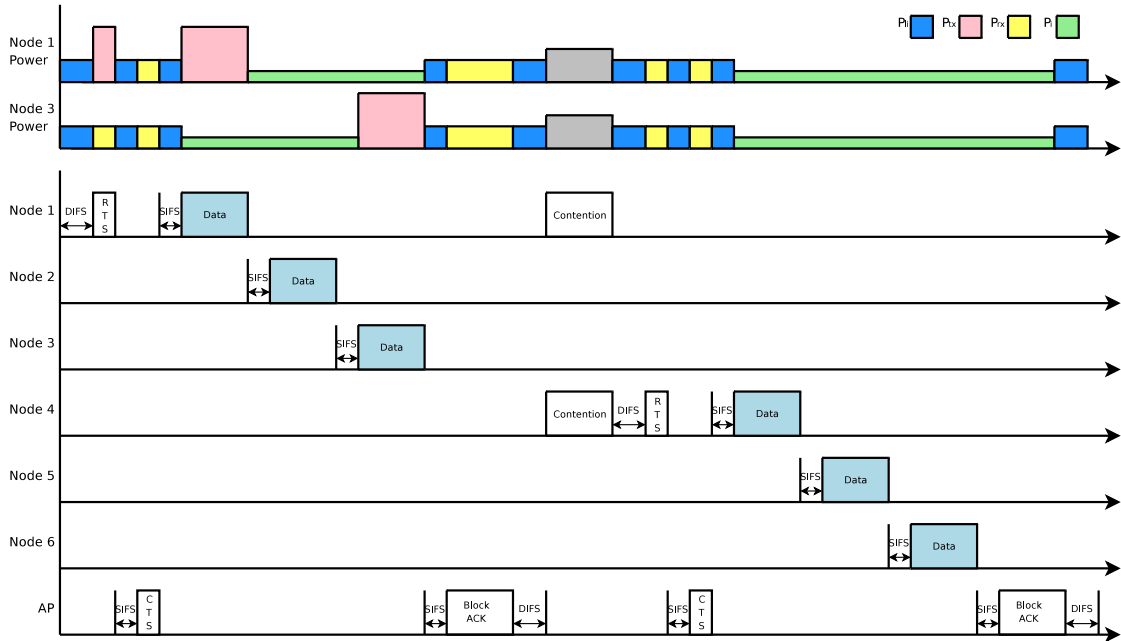 Pli Ptx Prx Pi
Node 1
Power
Node 3
Power
Node 1
DIFS
R
T
S
SIFS
Data
Contention
Node 2
SIFS
Data
Node 3
SIFS
Data
Node 4
Contention
DIFS
R
T
S
SIFS
Data
Node 5
SIFS
Data
Node 6
SIFS
Data
AP
SIFS
C
T
S
SIFS
Block
ACK
DIFS
SIFS
C
T
S
SIFS
Block
ACK
DIFS